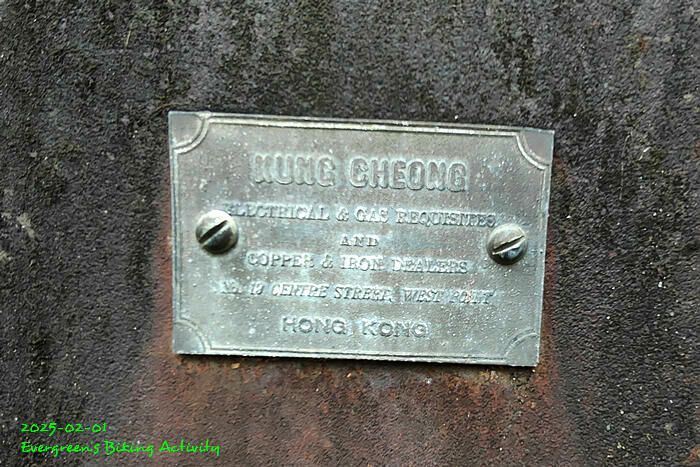 KUNG CHEONG
ELECTRICAL & GAS REQUISITES
AND
COPPER & IRON DEALERS
No. 19 CENTRE STREET, WEST POINT
HONG KONG
2025-02-01
Evergreen's Biking Activity